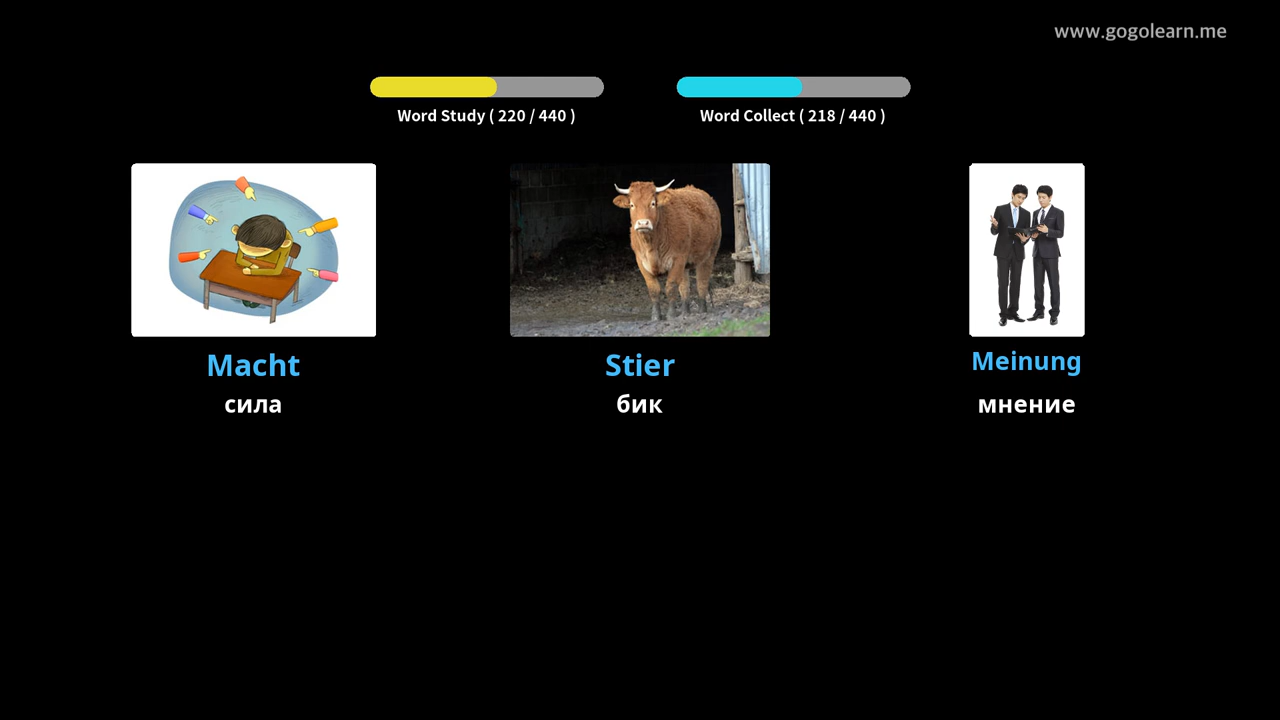 www.gogolearn.me
Word Study ( 220 / 440 )
Word Collect ( 218 / 440 )
Macht
Stier
Meinung
сила
бик
мнение